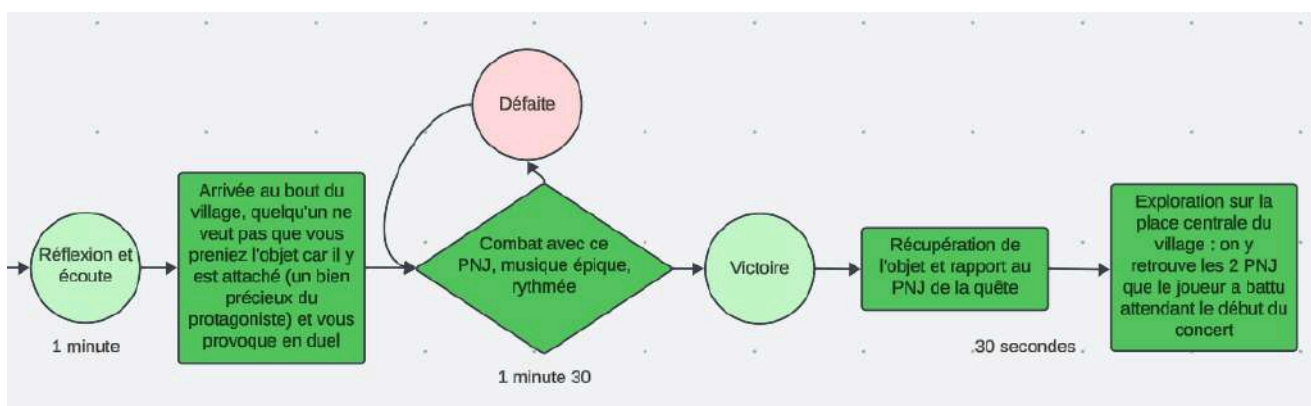 Réflexion et
écoute
1 minute
Arrivée au bout du
village, quelqu'un ne
veut pas que vous
preniez l'objet car il y
est attaché (un bien
précieux du
protagoniste) et vous
provoque en duel
Défaite
Combat avec ce
PNJ, musique épique,
rythmée
1 minute 30
Victoire
Récupération de
l'objet et rapport au
PNJ de la quête
30 secondes
Exploration sur la
place centrale du
village : on y
retrouve les 2 PNJ
que le joueur a battu
attendant le début du
concert